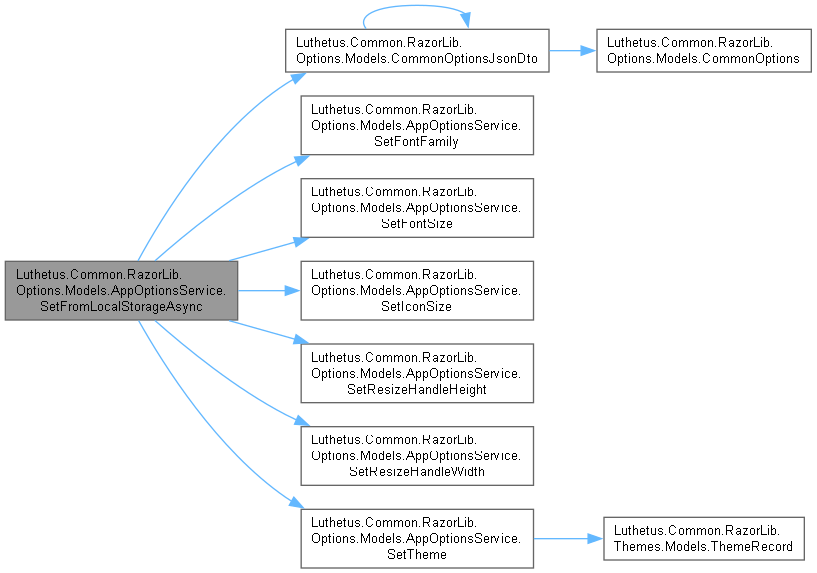 Luthetus.Common.RazorLib.
Options.Models.CommonOptionsJsonDto
Luthetus.Common.RazorLib.
Options.Models.CommonOptions
Luthetus.Common.RazorLib.
Options.Models.AppOptionsService.
SetFontFamily
Luthetus.Common.RazorLib.
Options.Models.AppOptionsService.
SetFontSize
Luthetus.Common.RazorLib.
Options.Models.AppOptionsService.
SetFromLocalStorageAsync
Luthetus.Common.RazorLib.
Options.Models.AppOptionsService.
SetIconSize
Luthetus.Common.RazorLib.
Options.Models.AppOptionsService.
SetResizeHandleHeight
Luthetus.Common.RazorLib.
Options.Models.AppOptionsService.
SetResizeHandleWidth
Luthetus.Common.RazorLib.
Options.Models.AppOptionsService.
SetTheme
Luthetus.Common.RazorLib.
Themes.Models.ThemeRecord